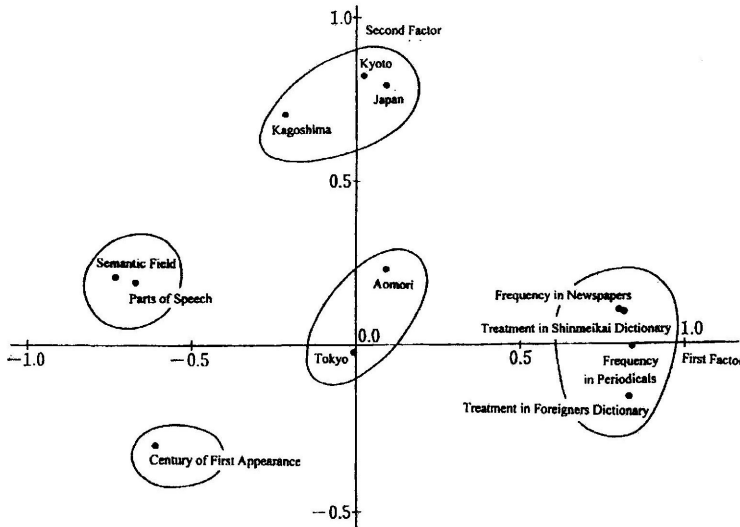 1.0
Second Factor
Kyoto
Japan
Kagoshima
0.5
Semantic Field
Parts of Speech
Aomori
Frequency in Newspapers
Treatment in Shinmeikai Dictionary
0.0
1.0
−1.0
−0.5
Tokyo
0.5
Frequency
in Periodicals
First Factor
Treatment in Foreigners Dictionary
Century of First Appearance
−0.5